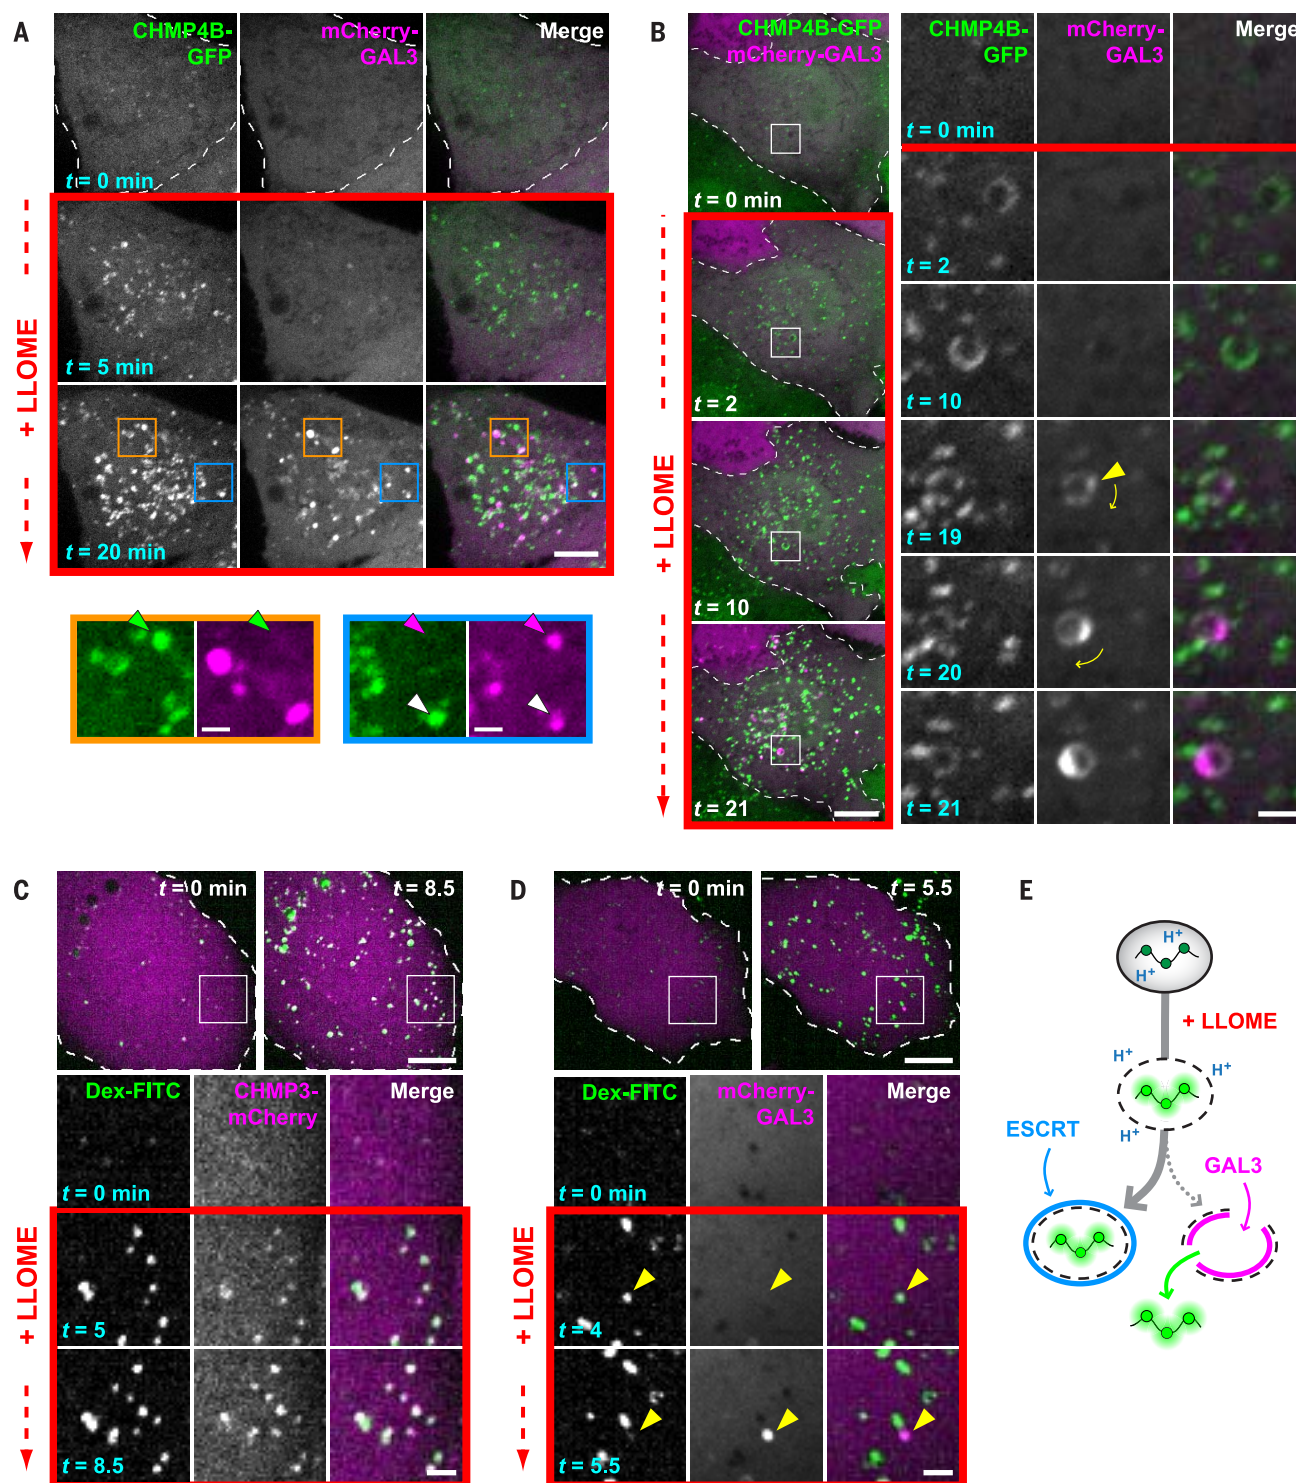 A
CHMP4B-
GFP
mCherry-
GAL3
Merge
t = 0 min
t = 5 min
t = 20 min
+ LLOME
B
CHMP4B-GFP
mCherry-GAL3
t = 0 min
t = 2
t = 10
t = 21
+ LLOME
CHMP4B-
GFP
mCherry-
GAL3
Merge
t = 0 min
t = 2
t = 10
t = 19
t = 20
t = 21
C
t = 0 min
t = 8.5
Dex-FITC
CHMP3-
mCherry
Merge
t = 0 min
t = 5
t = 8.5
+ LLOME
D
t = 0 min
t = 5.5
Dex-FITC
mCherry-
GAL3
Merge
t = 0 min
t = 4
t = 5.5
+ LLOME
E
H+
H+
+ LLOME
H+
H+
H+
ESCRT
GAL3